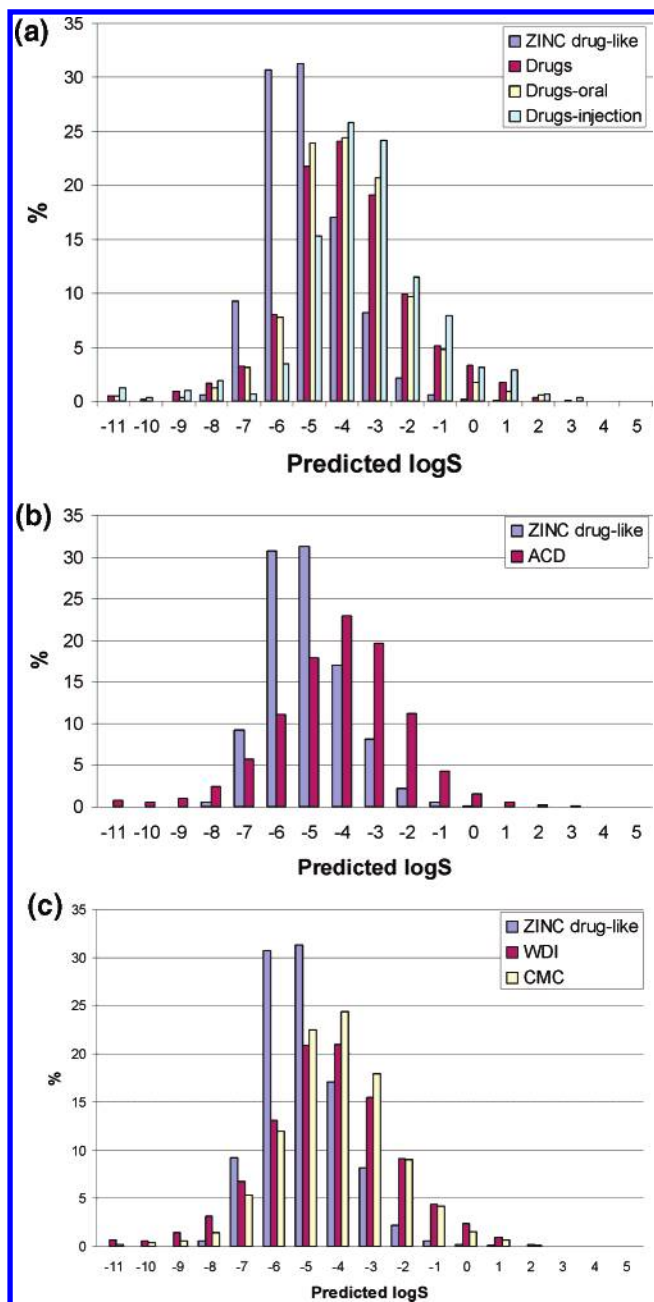 (a)
35
30
25
20
15
10
5
0
%
ZINC drug-like
Drugs
Drugs-oral
Drugs-injection
-11 -10 -9 -8 -7 -6 -5 -4 -3 -2 -1 0 1 2 3 4 5
Predicted logS
(b)
35
30
25
20
15
10
5
0
%
ZINC drug-like
ACD
-11 -10 -9 -8 -7 -6 -5 -4 -3 -2 -1 0 1 2 3 4 5
Predicted logS
(c)
35
30
25
20
15
10
5
0
%
ZINC drug-like
WDI
CMC
-11 -10 -9 -8 -7 -6 -5 -4 -3 -2 -1 0 1 2 3 4 5
Predicted logS